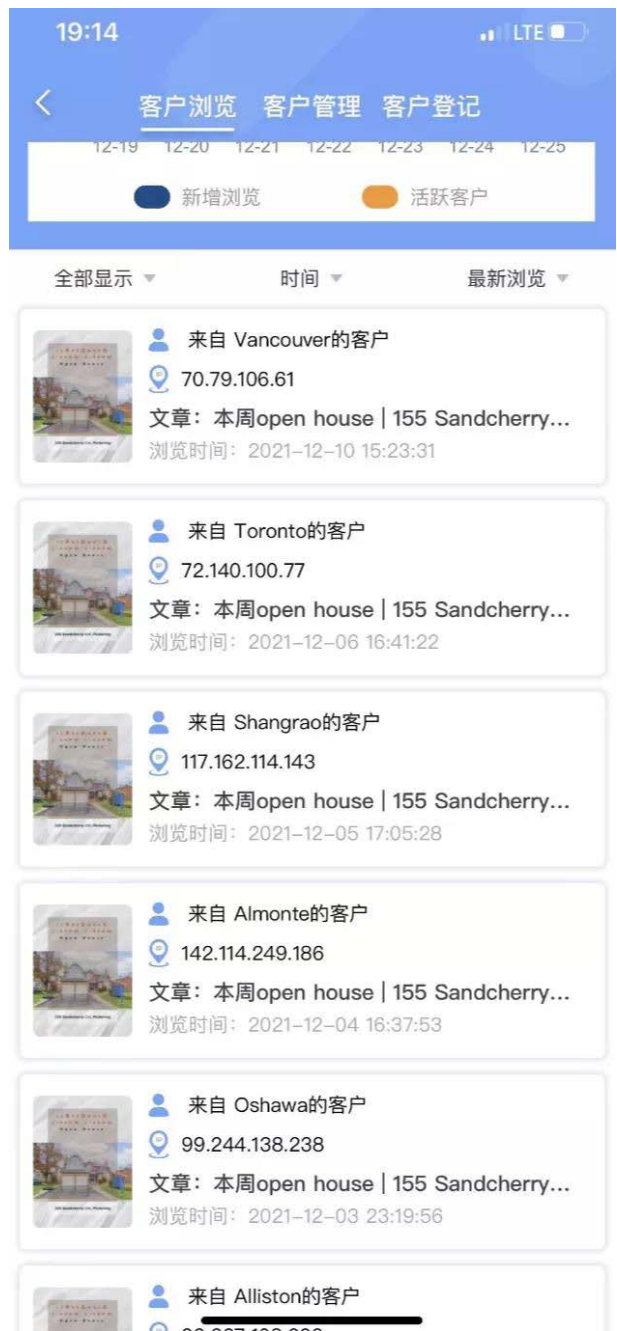 19:14 LTE
客户浏览 客户管理 客户登记
12-19 12-20 12-21 12-22 12-23 12-24 12-25
新增浏览 活跃客户
全部显示 时间 最新浏览
来自 Vancouver的客户
70.79.106.61
文章：本周open house | 155 Sandcherry...
浏览时间：2021-12-10 15:23:31
来自 Toronto的客户
72.140.100.77
文章：本周open house | 155 Sandcherry...
浏览时间：2021-12-06 16:41:22
来自 Shangrao的客户
117.162.114.143
文章：本周open house | 155 Sandcherry...
浏览时间：2021-12-05 17:05:28
来自 Almonte的客户
142.114.249.186
文章：本周open house | 155 Sandcherry...
浏览时间：2021-12-04 16:37:53
来自 Oshawa的客户
99.244.138.238
文章：本周open house | 155 Sandcherry...
浏览时间：2021-12-03 23:19:56
来自 Alliston的客户